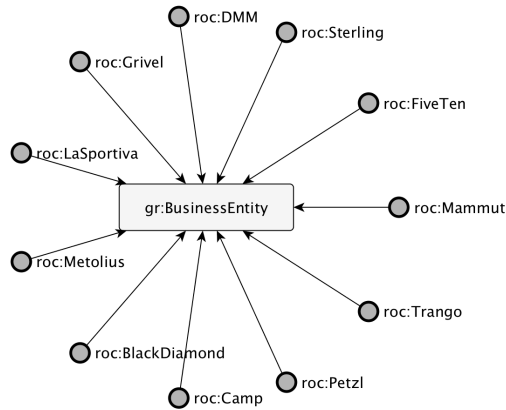 roc:DMM
roc:Sterling
roc:Grivel
roc:FiveTen
roc:LaSportiva
gr:BusinessEntity
roc:Mammut
roc:Metolius
roc:Trango
roc:BlackDiamond
roc:Petzl
roc:Camp